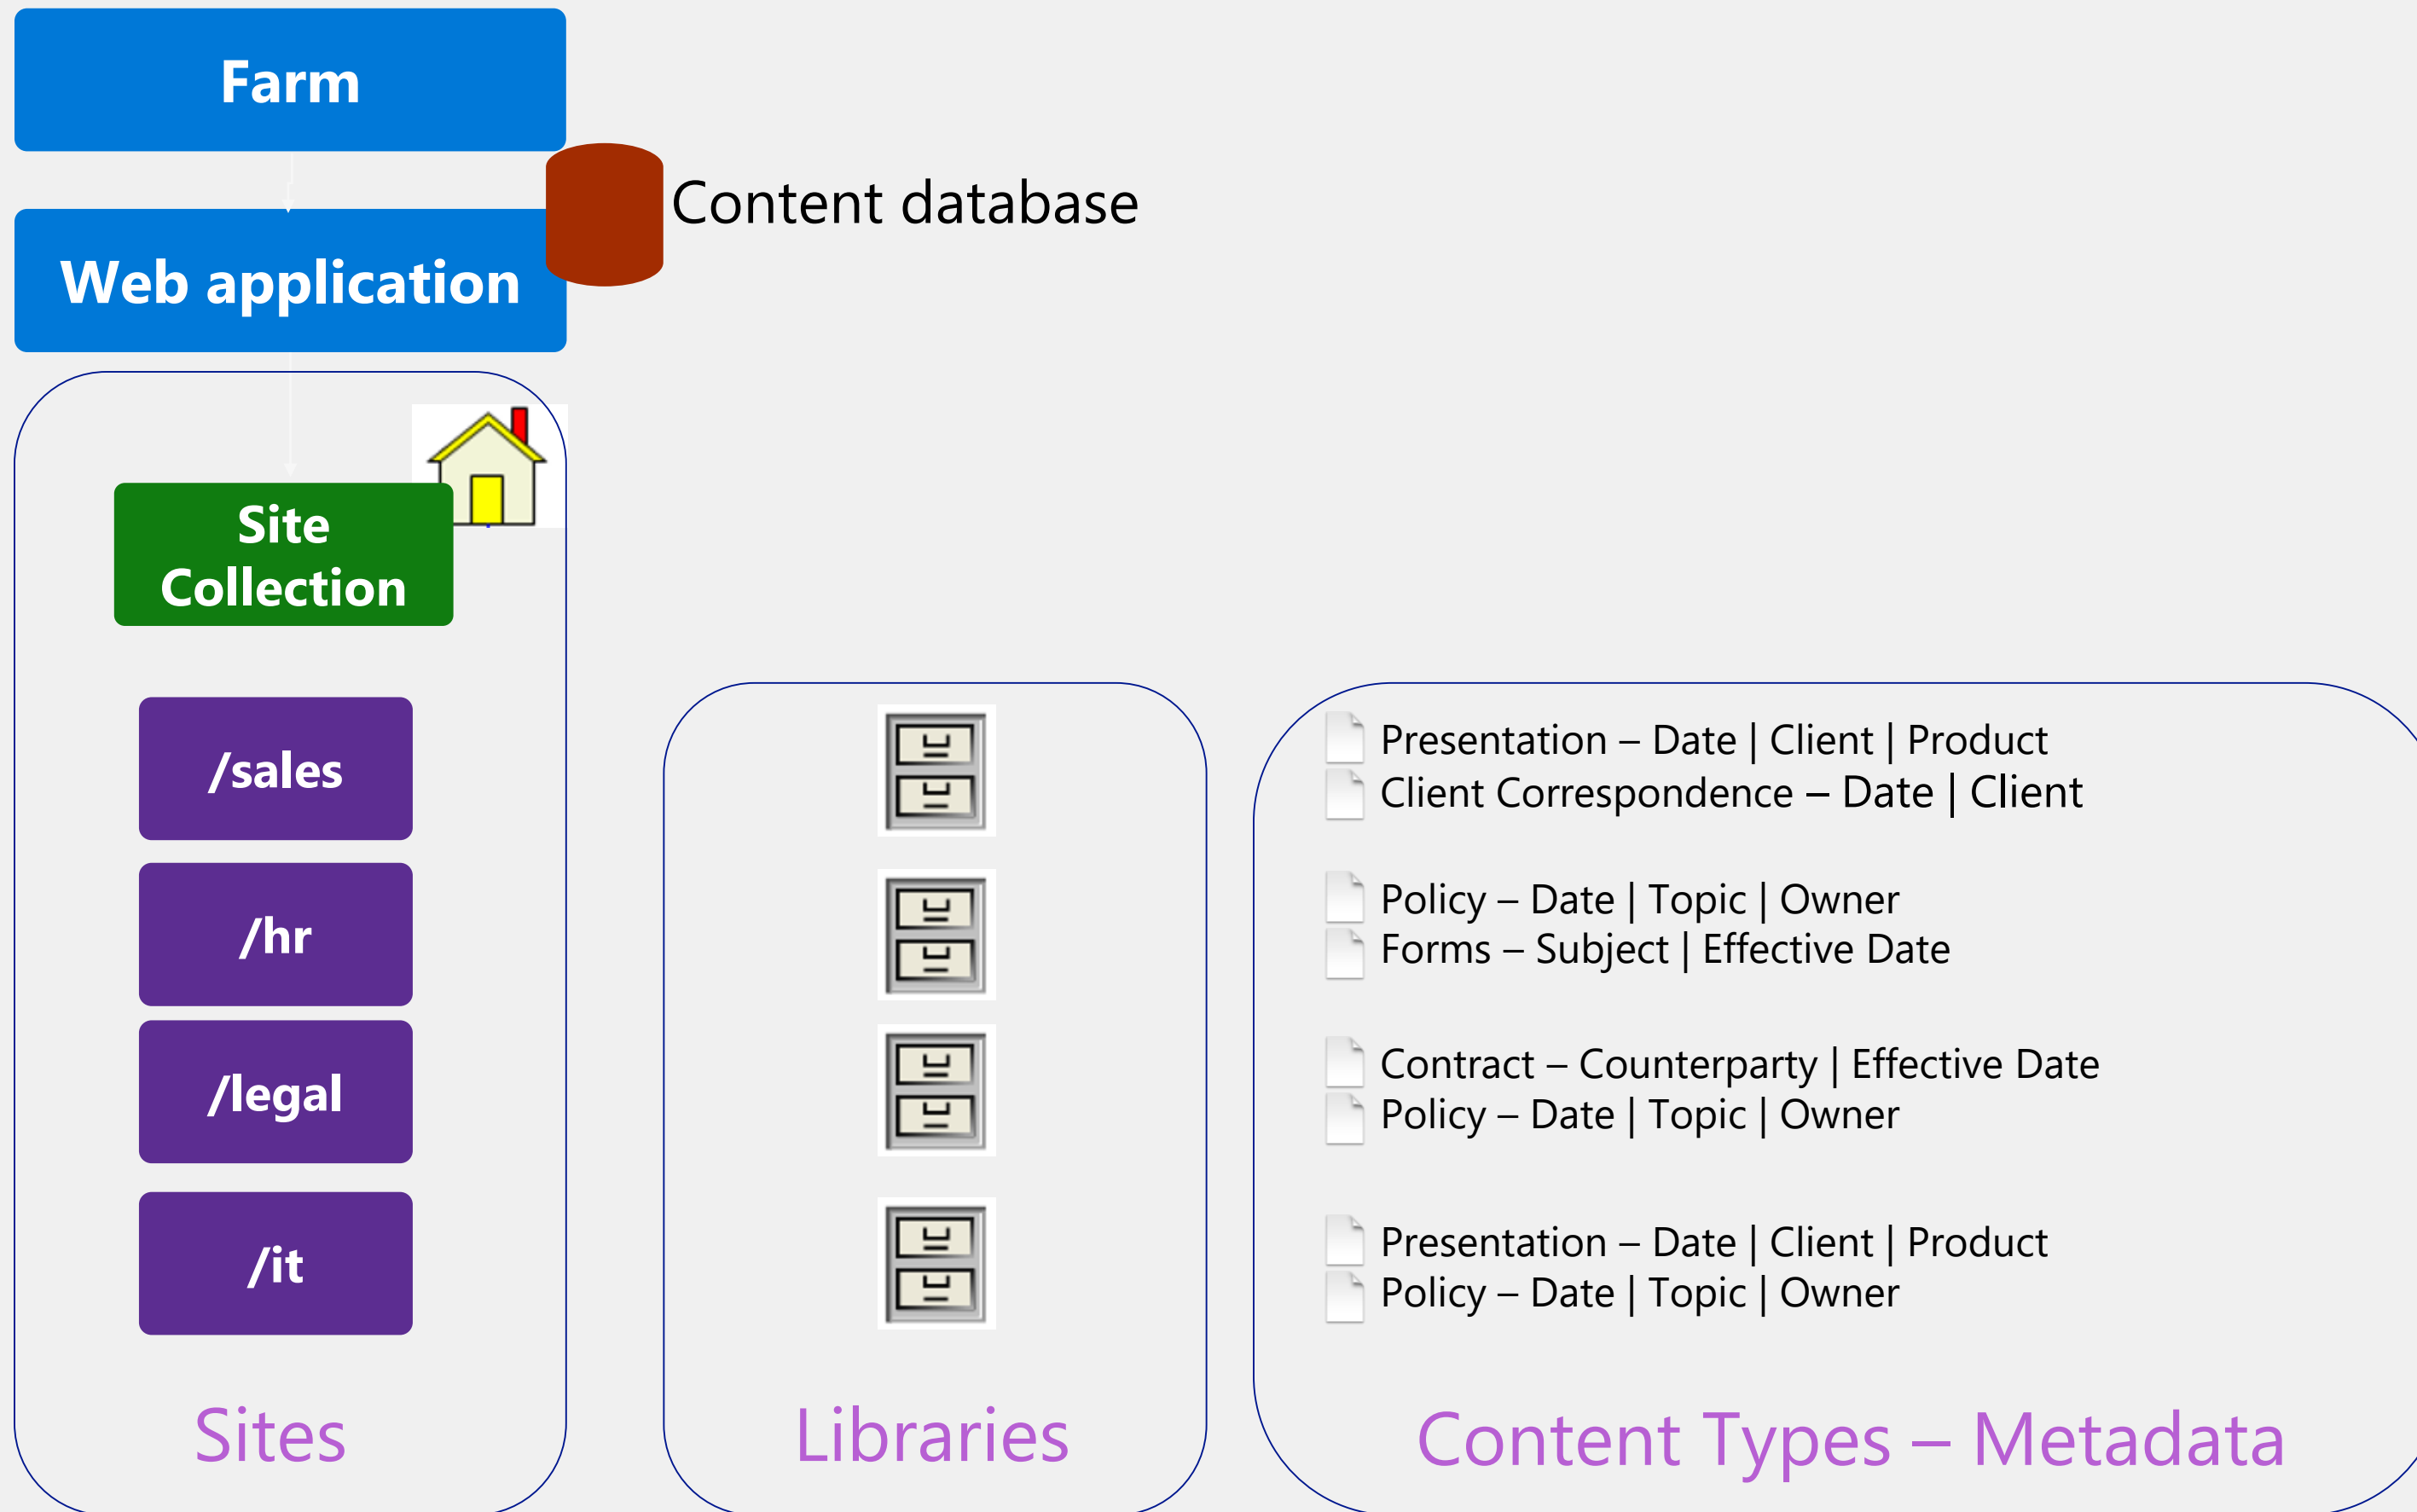 Farm
Content database
Web application
Site
Collection
/sales
Presentation – Date | Client | Product
Client Correspondence – Date | Client
/hr
Policy – Date | Topic | Owner
Forms – Subject | Effective Date
/legal
Contract – Counterparty | Effective Date
Policy – Date | Topic | Owner
/it
Presentation – Date | Client | Product
Policy – Date | Topic | Owner
Sites
Libraries
Content Types – Metadata